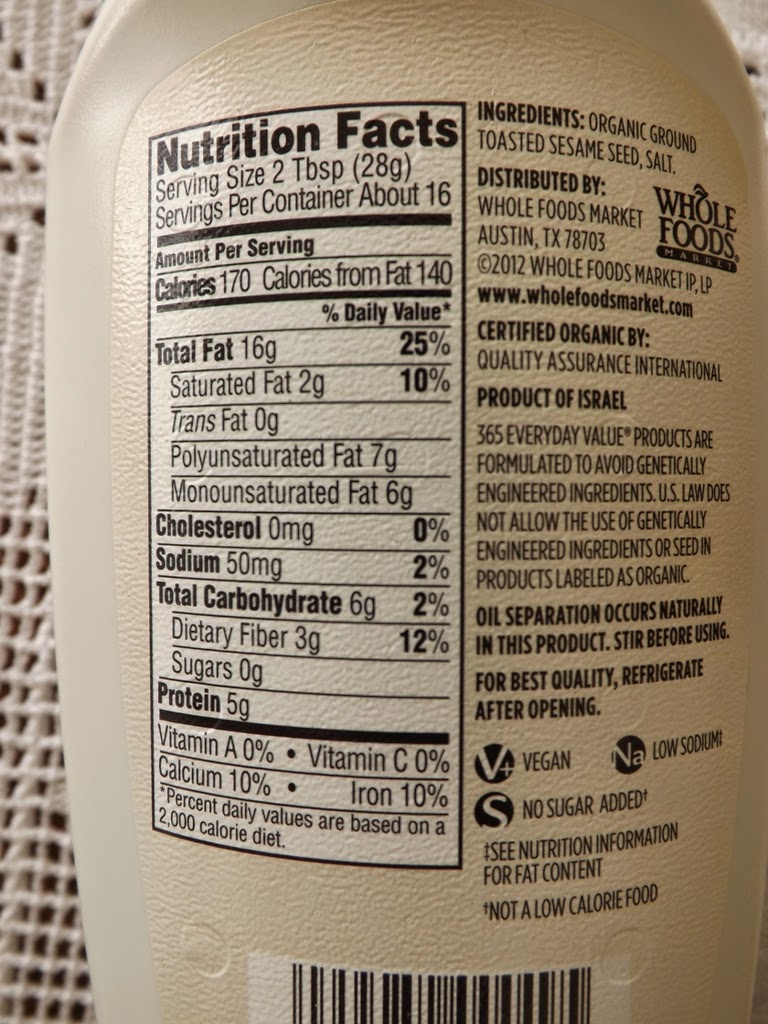 Nutrition Facts
Serving Size 2 Tbsp (28g)
Servings Per Container About 16
Amount Per Serving
Calories 170 Calories from Fat 140
% Daily Value*
Total Fat 16g 25%
Saturated Fat 2g 10%
Trans Fat 0g
Polyunsaturated Fat 7g
Monounsaturated Fat 6g
Cholesterol 0mg 0%
Sodium 50mg 2%
Total Carbohydrate 6g 2%
Dietary Fiber 3g 12%
Sugars 0g
Protein 5g
Vitamin A 0% • Vitamin C 0%
Calcium 10% • Iron 10%
*Percent daily values are based on a
2,000 calorie diet.
INGREDIENTS: ORGANIC GROUND
TOASTED SESAME SEED, SALT.
DISTRIBUTED BY:
WHOLE FOODS MARKET
AUSTIN, TX 78703
©2012 WHOLE FOODS MARKET IP, LP
www.wholefoodsmarket.com
WHOLE
FOODS®
MARKET
CERTIFIED ORGANIC BY:
QUALITY ASSURANCE INTERNATIONAL
PRODUCT OF ISRAEL
365 EVERYDAY VALUE® PRODUCTS ARE
FORMULATED TO AVOID GENETICALLY
ENGINEERED INGREDIENTS. U.S. LAW DOES
NOT ALLOW THE USE OF GENETICALLY
ENGINEERED INGREDIENTS OR SEED IN
PRODUCTS LABELED AS ORGANIC.
OIL SEPARATION OCCURS NATURALLY
IN THIS PRODUCT. STIR BEFORE USING.
FOR BEST QUALITY, REFRIGERATE
AFTER OPENING.
V+ VEGAN
Na LOW SODIUM‡
S NO SUGAR ADDED†
‡SEE NUTRITION INFORMATION
FOR FAT CONTENT
†NOT A LOW CALORIE FOOD